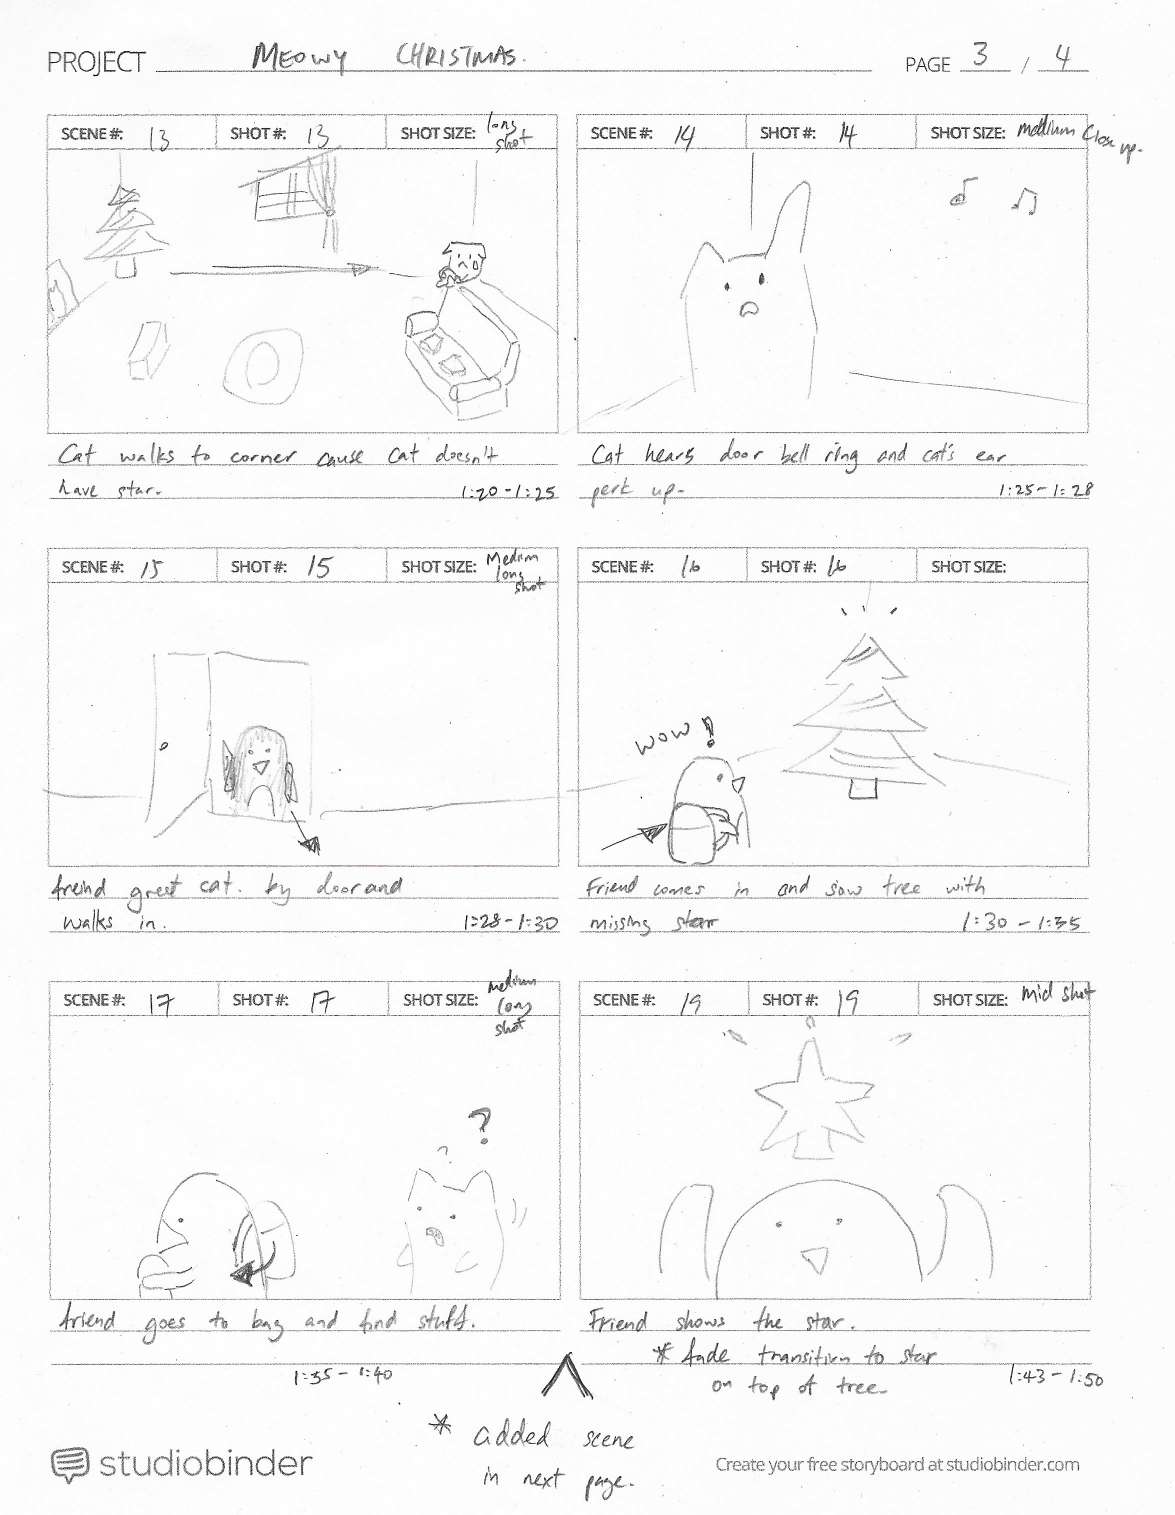 PROJECT MEOWY CHRISTMAS. PAGE 3 / 4
SCENE #: 13 SHOT #: 13 SHOT SIZE: long shot
Cat walks to corner cause cat doesn't
have star. 1:20-1:25
SCENE #: 14 SHOT #: 14 SHOT SIZE: Medium Close up.
Cat hears door bell ring and cat's ear
perk up. 1:25-1:28
SCENE #: 15 SHOT #: 15 SHOT SIZE: Medium long shot
freind greet cat. by door and
walks in. 1:28-1:30
SCENE #: 16 SHOT #: 16 SHOT SIZE:
WOW!
Friend comes in and saw tree with
missing star 1:30-1:35
SCENE #: 17 SHOT #: 17 SHOT SIZE: Medium long shot
? ?
friend goes to bag and find stuff.
1:35-1:40
SCENE #: 19 SHOT #: 19 SHOT SIZE: Mid shot
Friend shows the star.
* fade transition to star
on top of tree. 1:43-1:50
* added scene
in next page.
studiobinder
Create your free storyboard at studiobinder.com